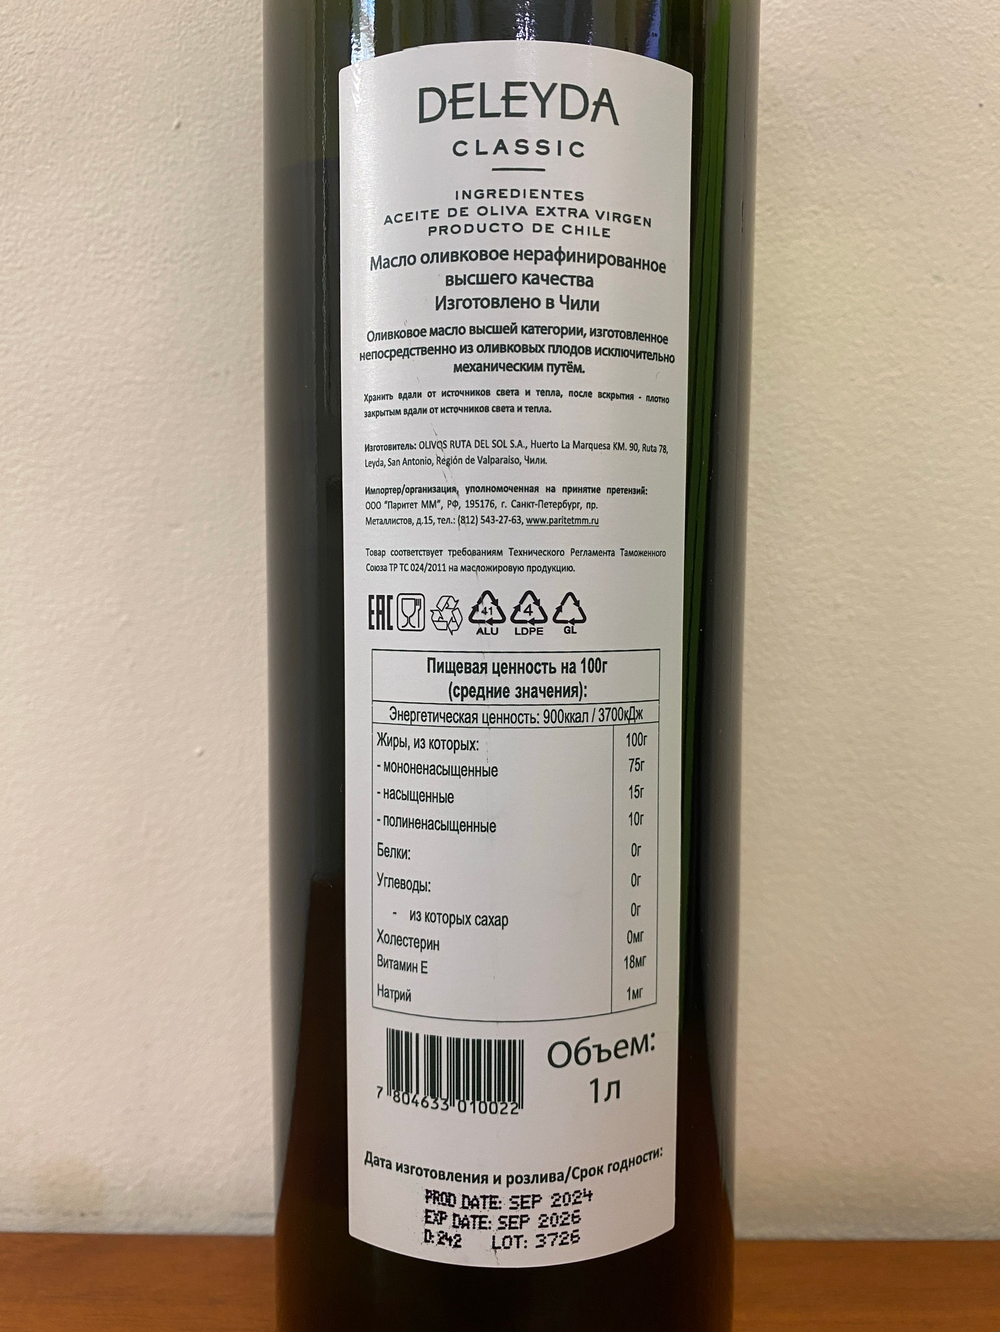 DELEYDA
CLASSIC
INGREDIENTES
ACEITE DE OLIVA EXTRA VIRGEN
PRODUCTO DE CHILE
Масло оливковое нерафинированное
высшего качества
Изготовлено в Чили
Оливковое масло высшей категории, изготовленное
непосредственно из оливковых плодов исключительно
механическим путём.
Хранить вдали от источников света и тепла, после вскрытия - плотно
закрытым вдали от источников света и тепла.
Изготовитель: OLIVOS RUTA DEL SOL S.A., Huerto La Marquesa KM. 90, Ruta 78,
Leyda, San Antonio, Región de Valparaiso, Чили.
Импортер/организация, уполномоченная на принятие претензий:
ООО "Паритет ММ", РФ, 195176, г. Санкт-Петербург, пр.
Металлистов, д.15, тел.: (812) 543-27-63, www.paritetmm.ru
Товар соответствует требованиям Технического Регламента Таможенного
Союза ТР ТС 024/2011 на масложировую продукцию.
EAC 41 4
ALU LDPE GL
Пищевая ценность на 100г
(средние значения):
Энергетическая ценность: 900ккал / 3700кДж
Жиры, из которых: 100г
- мононенасыщенные 75г
- насыщенные 15г
- полиненасыщенные 10г
Белки: 0г
Углеводы: 0г
- из которых сахар 0г
Холестерин 0мг
Витамин Е 18мг
Натрий 1мг
Объем:
1л
7 804633 010022
Дата изготовления и розлива/Срок годности:
PROD DATE: SEP 2024
EXP DATE: SEP 2026
D:242 LOT: 3726